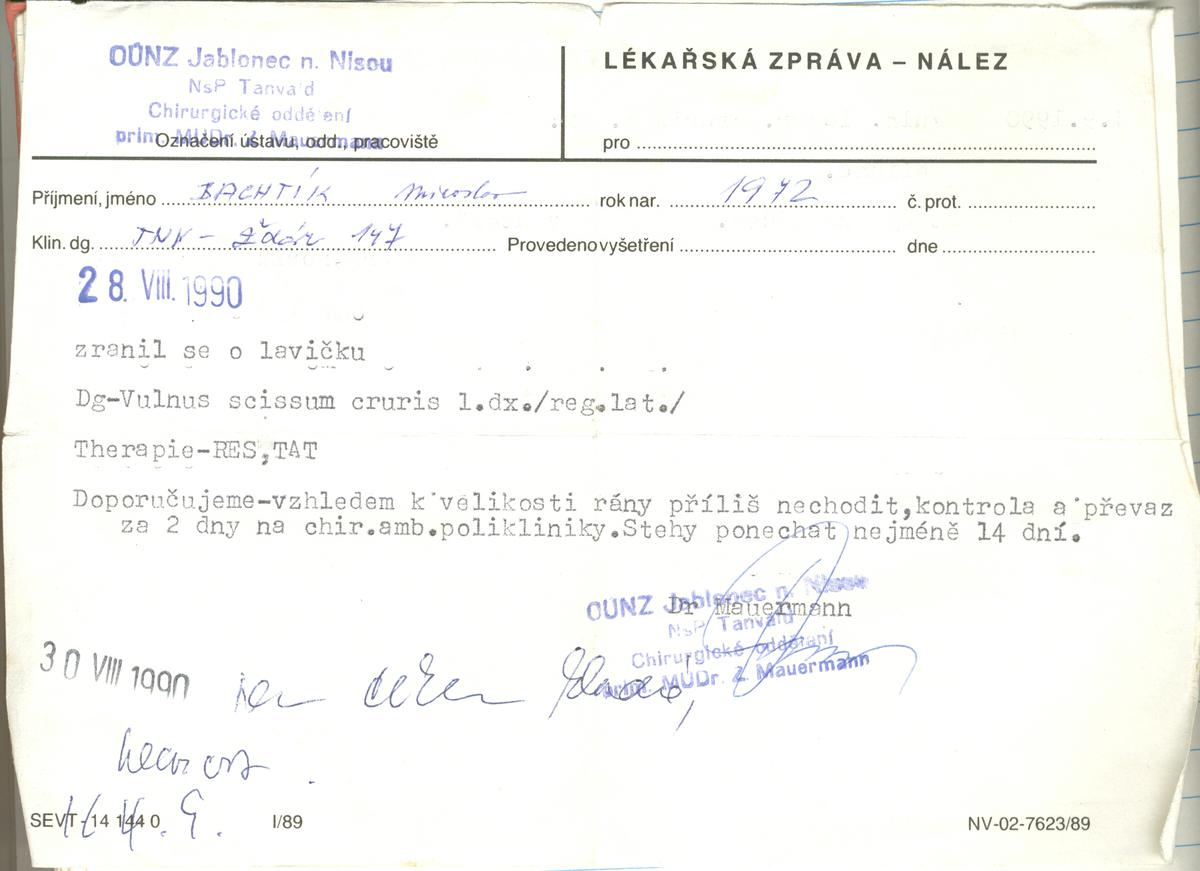 OÚNZ Jablonec n. Nisou
NsP Tanvald
Chirurgické oddělení
prim. MUDr. Z. Mauermann
Označení ústavu, odd., pracoviště
LÉKAŘSKÁ ZPRÁVA – NÁLEZ
pro
Příjmení, jméno BACHTÍK Miroslav rok nar. 1972 č. prot.
Klin. dg. Žďár 147 Provedeno vyšetření dne
28. VIII. 1990
zranil se o lavičku
Dg-Vulnus scissum cruris l.dx./reg.lat./
Therapie-RES,TAT
Doporučujeme-vzhledem k velikosti rány příliš nechodit,kontrola a převaz
za 2 dny na chir.amb.polikliniky.Stehy ponechat nejméně 14 dní.
Dr Mauermann
OÚNZ Jablonec n. Nisou
NsP Tanvald
Chirurgické oddělení
prim. MUDr. Z. Mauermann
30 VIII 1990
SEVT-14 144 0 I/89 NV-02-7623/89